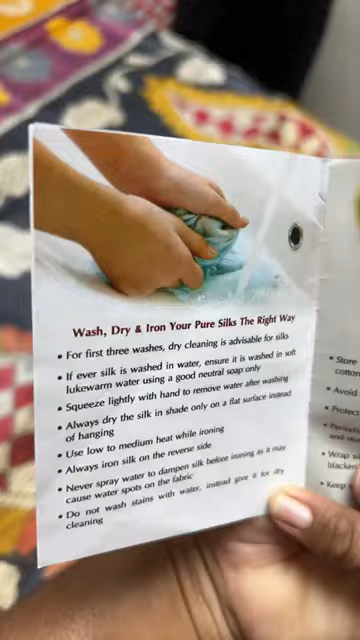 Wash, Dry & Iron Your Pure Silks The Right Way
• For first three washes, dry cleaning is advisable for silks
• If ever silk is washed in water, ensure it is washed in soft
lukewarm water using a good neutral soap only
• Squeeze lightly with hand to remove water after washing
• Always dry the silk in shade only on a flat surface instead
of hanging
• Use low to medium heat while ironing
• Always iron silk on the reverse side
• Never spray water to dampen silk before ironing as it may
cause water spots on the fabric
• Do not wash stains with water, instead give it for dry
cleaning
• Store
cotton
• Avoid
• Protec
• Periodic
• Wrap
blacken
• Keep